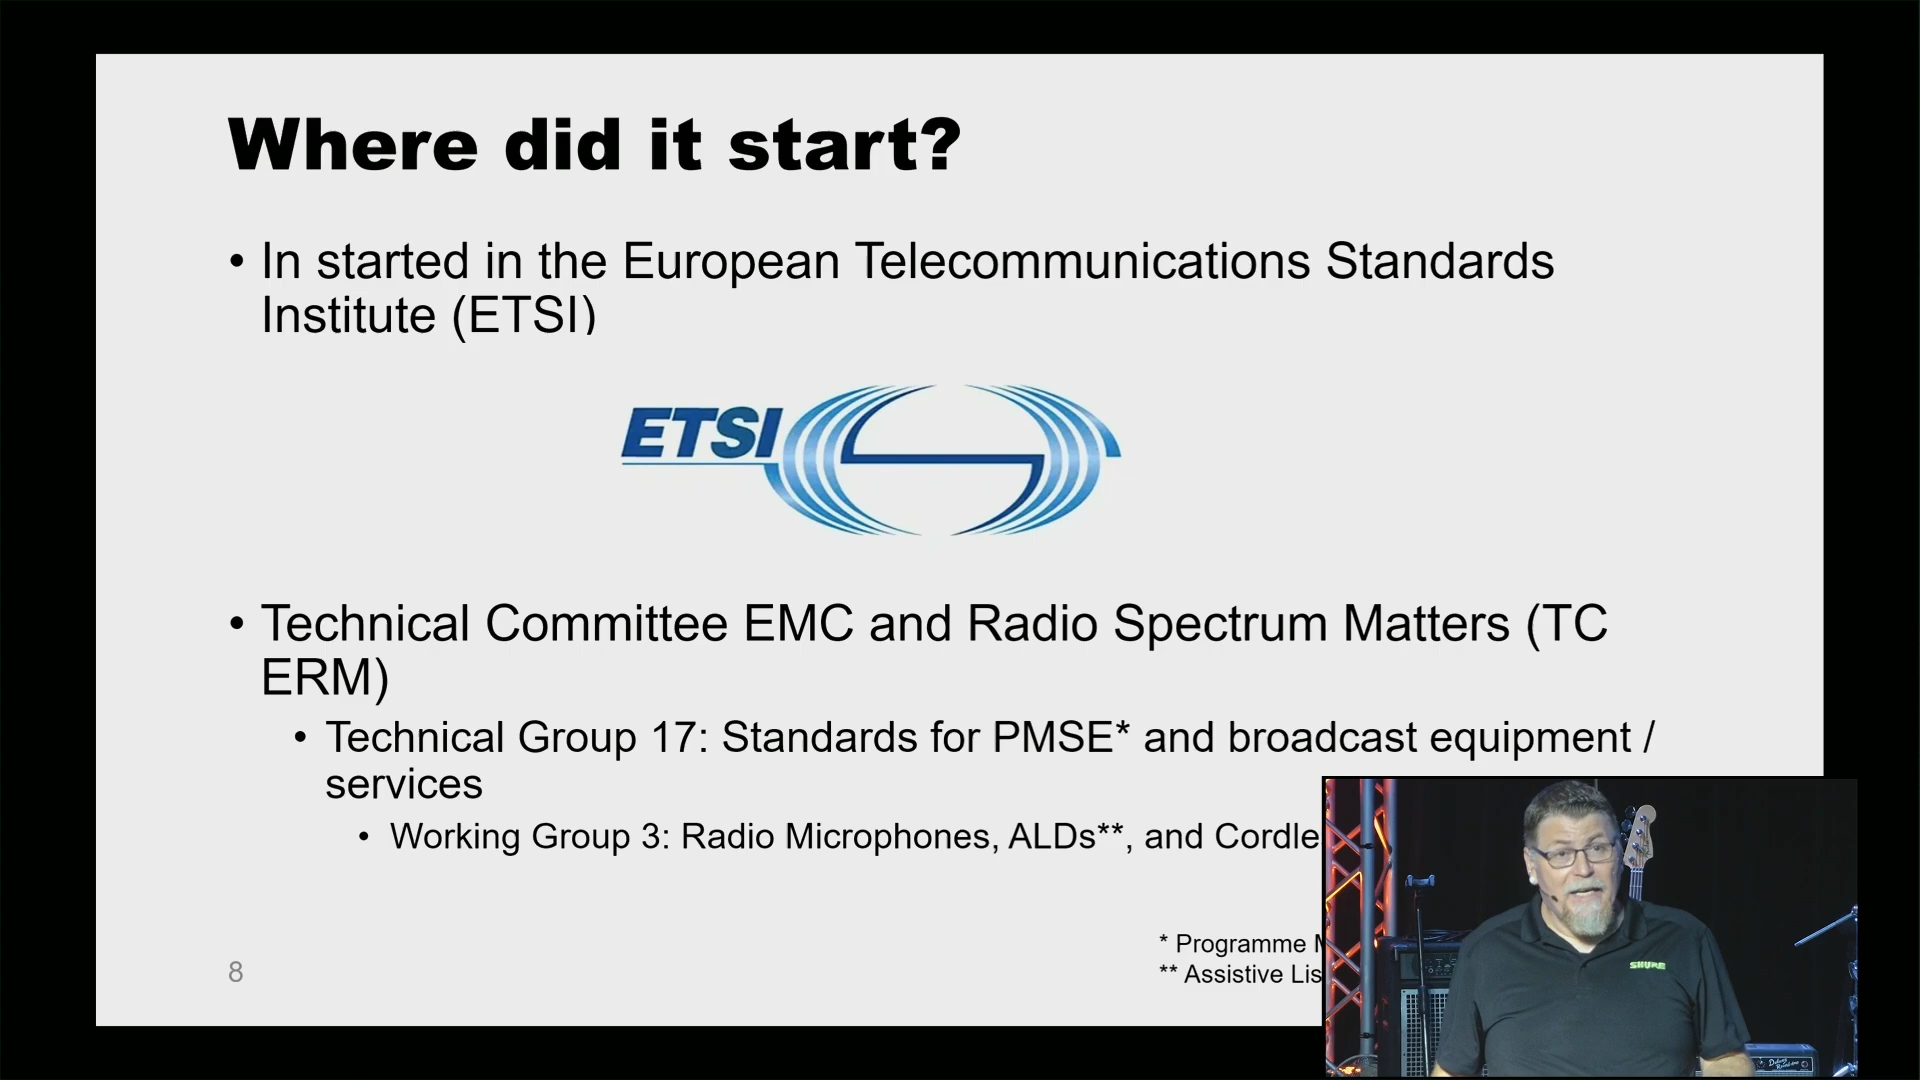 Where did it start?
• In started in the European Telecommunications Standards
Institute (ETSI)
ETSI
• Technical Committee EMC and Radio Spectrum Matters (TC
ERM)
• Technical Group 17: Standards for PMSE* and broadcast equipment /
services
• Working Group 3: Radio Microphones, ALDs**, and Cordle
* Programme
** Assistive Lis
8
SHURE